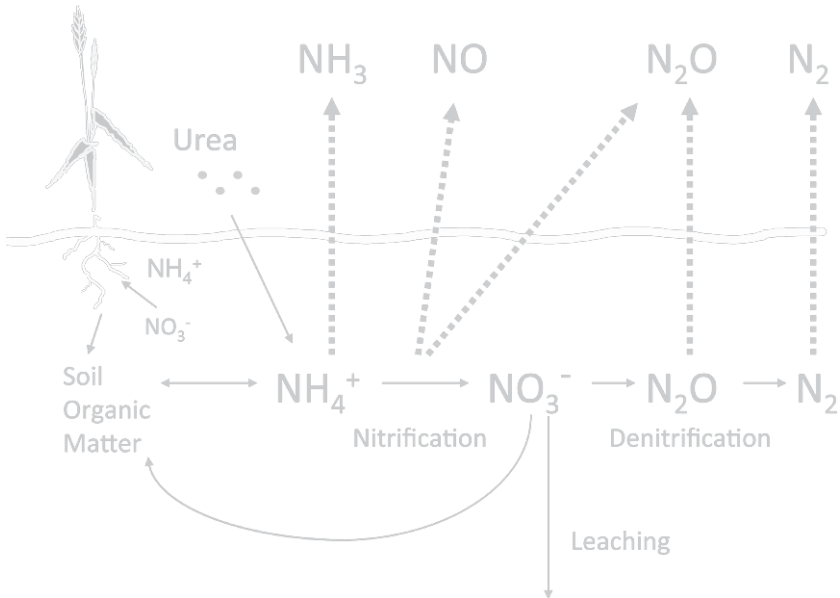 NH₃ NO N₂O N₂
Urea
NH₄⁺
NO₃⁻
Soil
Organic
Matter
NH₄⁺ NO₃⁻ N₂O N₂
Nitrification Denitrification
Leaching